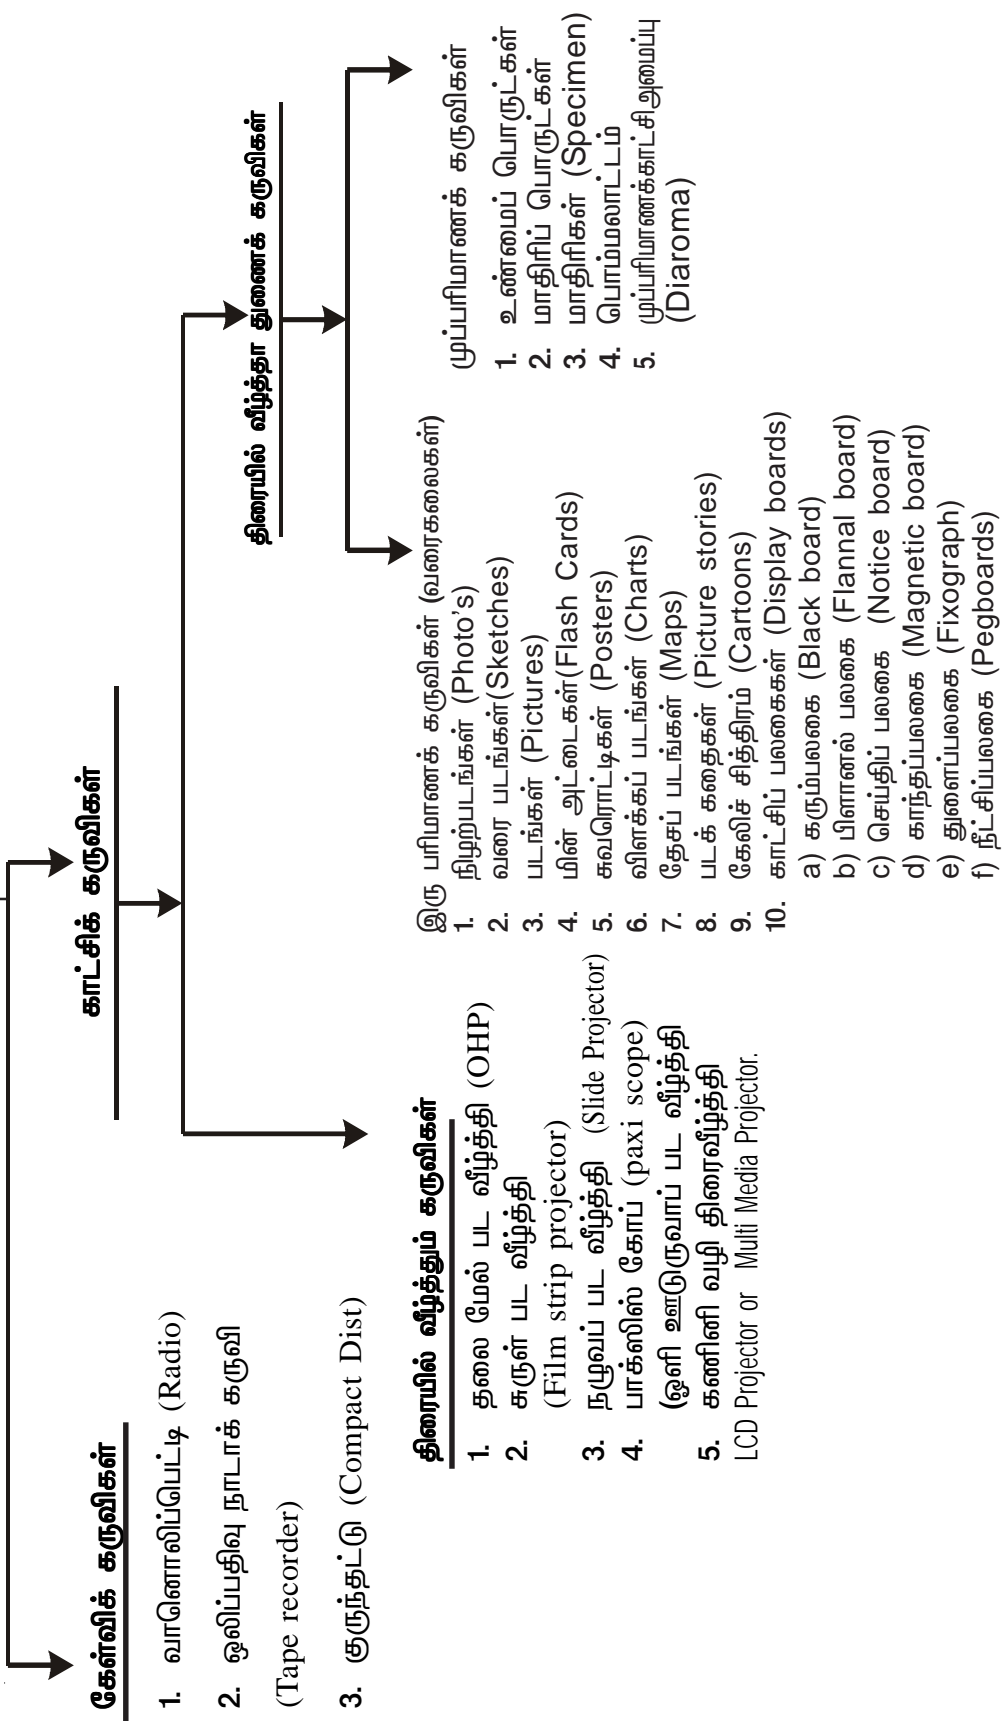 கேள்விக் கருவிகள்
1. வானொலிப்பெட்டி (Radio)
2. ஒலிப்பதிவு நாடாக் கருவி
(Tape recorder)
3. குருந்தட்டு (Compact Dist)
காட்சிக் கருவிகள்
திரையில் வீழ்த்தும் கருவிகள்
1. தலை மேல் பட வீழ்த்தி (OHP)
2. சுருள் பட வீழ்த்தி
(Film strip projector)
3. நழுவப் பட வீழ்த்தி (Slide Projector)
4. பாக்ஸிஸ் கோப் (paxi scope)
(ஒளி ஊடுருவாப் பட வீழ்த்தி
5. கணினி வழி திரைவீழ்த்தி
LCD Projector or Multi Media Projector.
திரையில் வீழ்த்தா துணைக் கருவிகள்
இரு பரிமாணக் கருவிகள் (வரைகலைகள்)
1. நிழற்படங்கள் (Photo's)
2. வரை படங்கள்(Sketches)
3. படங்கள் (Pictures)
4. மின் அட்டைகள்(Flash Cards)
5. சுவரொட்டிகள் (Posters)
6. விளக்கப் படங்கள் (Charts)
7. தேசப் படங்கள் (Maps)
8. படக் கதைகள் (Picture stories)
9. கேலிச் சித்திரம் (Cartoons)
10. காட்சிப் பலகைகள் (Display boards)
a) கரும்பலகை (Black board)
b) பிளானல் பலகை (Flannal board)
c) செய்திப் பலகை (Notice board)
d) காந்தப்பலகை (Magnetic board)
e) துளைப்பலகை (Fixograph)
f) நீட்சிப்பலகை (Pegboards)
முப்பரிமாணக் கருவிகள்
1. உண்மைப் பொருட்கள்
2. மாதிரிப் பொருட்கள்
3. மாதிரிகள் (Specimen)
4. பொம்மலாட்டம்
5. முப்பரிமாணக்காட்சிஅமைப்பு
(Diaroma)